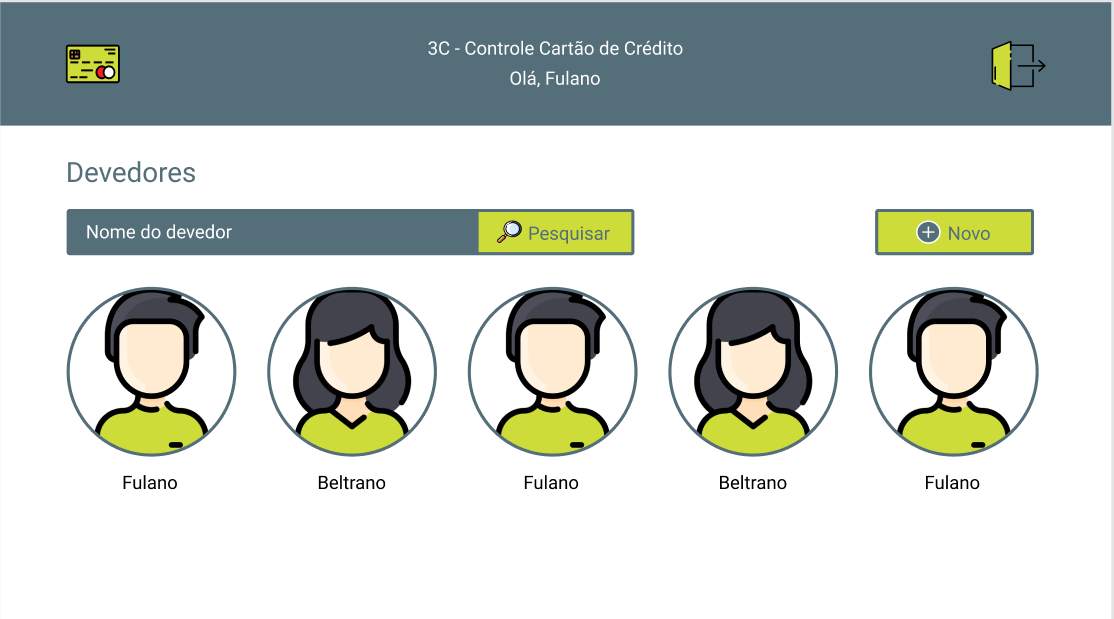 3C - Controle Cartão de Crédito
Olá, Fulano
Devedores
Nome do devedor
Pesquisar
Novo
Fulano
Beltrano
Fulano
Beltrano
Fulano